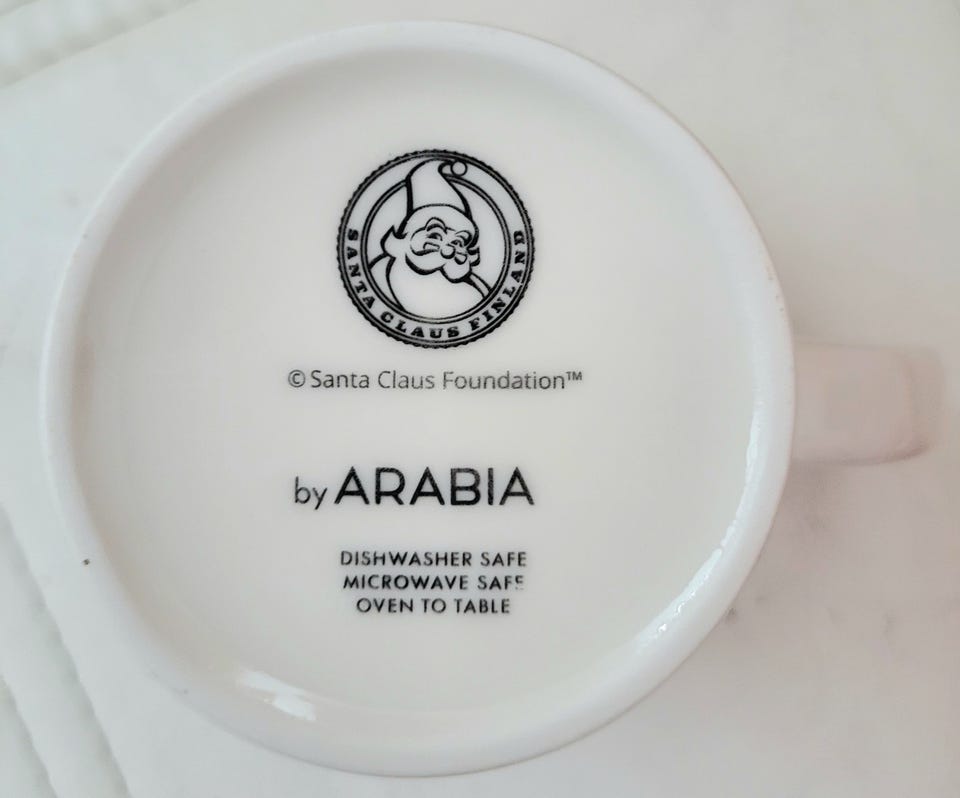 SANTA CLAUS FINLAND
© Santa Claus Foundation™
by ARABIA
DISHWASHER SAFE
MICROWAVE SAFE
OVEN TO TABLE